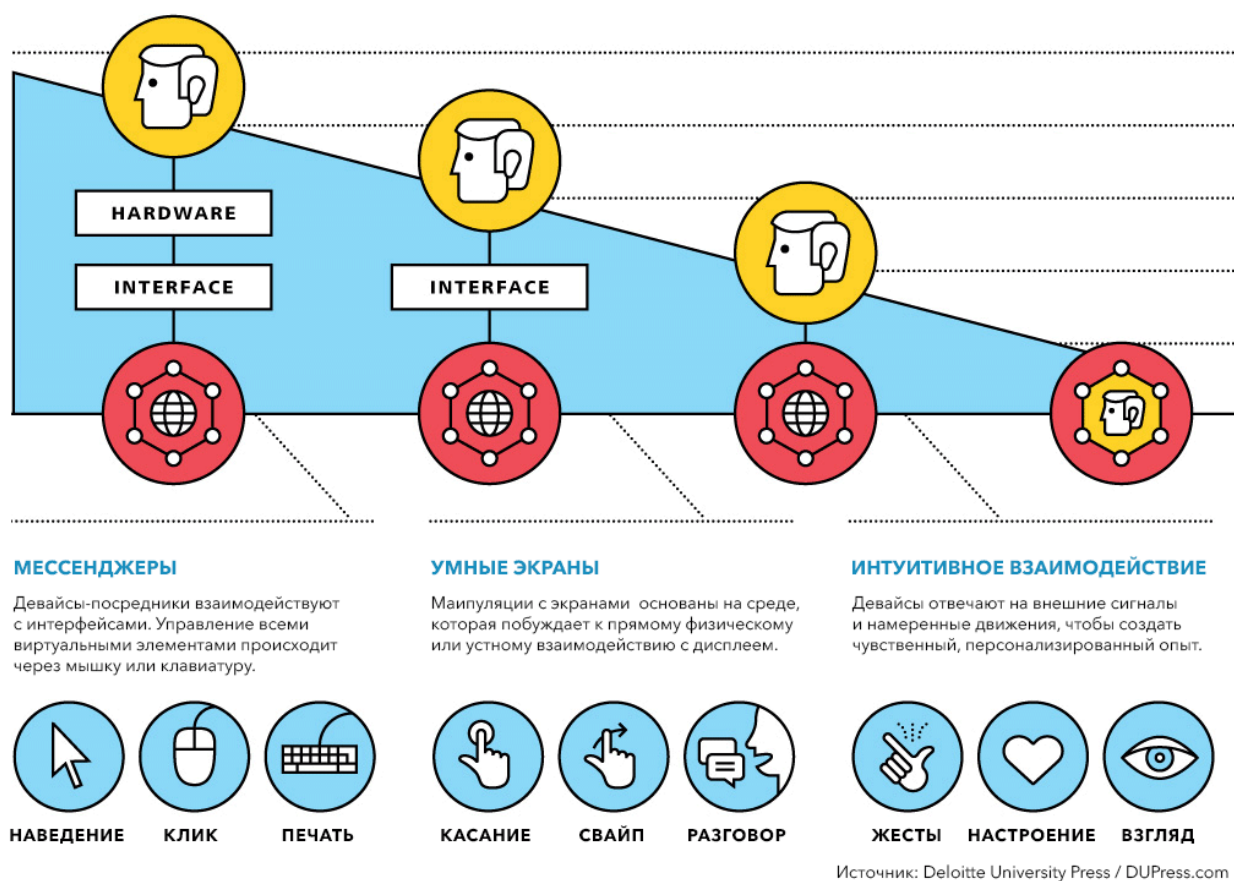 HARDWARE
INTERFACE
INTERFACE
МЕССЕНДЖЕРЫ
Девайсы-посредники взаимодействуют
с интерфейсами. Управление всеми
виртуальными элементами происходит
через мышку или клавиатуру.
НАВЕДЕНИЕ
КЛИК
ПЕЧАТЬ
УМНЫЕ ЭКРАНЫ
Маипуляции с экранами основаны на среде,
которая побуждает к прямому физическому
или устному взаимодействию с дисплеем.
КАСАНИЕ
СВАЙП
РАЗГОВОР
ИНТУИТИВНОЕ ВЗАИМОДЕЙСТВИЕ
Девайсы отвечают на внешние сигналы
и намеренные движения, чтобы создать
чувственный, персонализированный опыт.
ЖЕСТЫ
НАСТРОЕНИЕ
ВЗГЛЯД
Источник: Deloitte University Press / DUPress.com